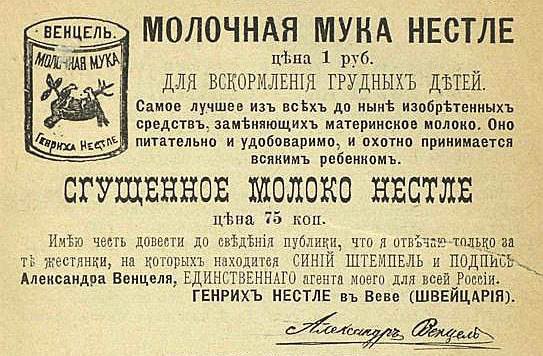 ВЕНЦЕЛЬ.
МОЛОЧНАЯ МУКА
ГЕНРИХА НЕСТЛЕ
МОЛОЧНАЯ МУКА НЕСТЛЕ
цѣна 1 руб.
ДЛЯ ВСКОРМЛЕНІЯ ГРУДНЫХЪ ДѢТЕЙ.
Самое лучшее изъ всѣхъ до нынѣ изобрѣтенныхъ
средствъ, замѣняющихъ материнское молоко. Оно
питательно и удобоваримо, и охотно принимается
всякимъ ребенкомъ.
СГУЩЕННОЕ МОЛОКО НЕСТЛЕ
цѣна 75 коп.
Имѣю честь довести до свѣдѣнія публики, что я отвѣчаю только за
тѣ жестянки, на которыхъ находится СИНІЙ ШТЕМПЕЛЬ и ПОДПИСЬ
Александра Венцеля, ЕДИНСТВЕННАГО агента моего для всей Россіи.
ГЕНРИХЪ НЕСТЛЕ въ Веве (ШВЕЙЦАРІЯ).
Александръ Венцель